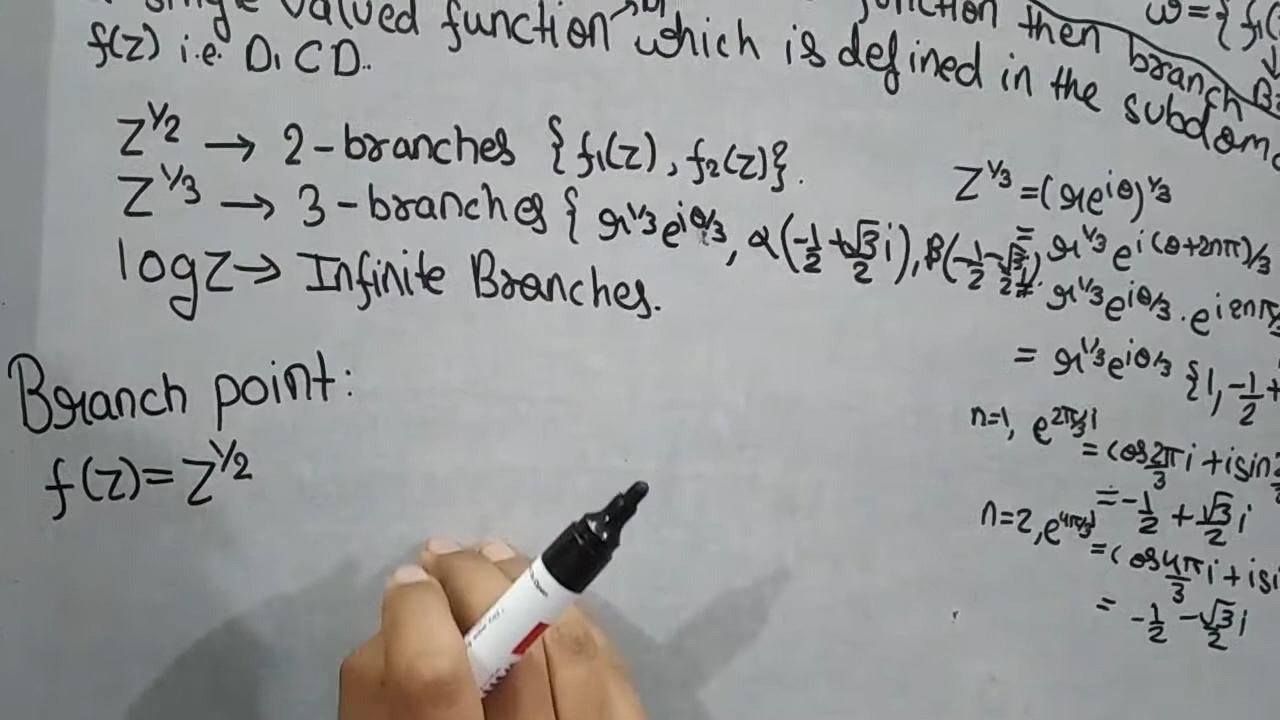 single valued function which is defined in the subdoma
f(z) i.e. D₁ ⊂ D.
function then branch
w = {f₁(
Z^1/2 → 2-branches {f₁(z), f₂(z)}.
Z^1/3 → 3-branches { r^1/3 e^iθ/3, α(-1/2 + √3/2 i), β(-1/2 - √3/2 i)
log Z → Infinite Branches.
Branch point:
f(z) = Z^1/2
Z^1/3 = (re^iθ)^1/3
= r^1/3 e^i(θ+2nπ)/3
= r^1/3 e^iθ/3 . e^i2nπ/3
= r^1/3 e^iθ/3 {1, -1/2 +
n=1, e^2π/3 i
= (cos 2π/3 i + i sin 2
= -1/2 + √3/2 i
n=2, e^4π/3 i
= (cos 4π/3 i + i si
= -1/2 - √3/2 i